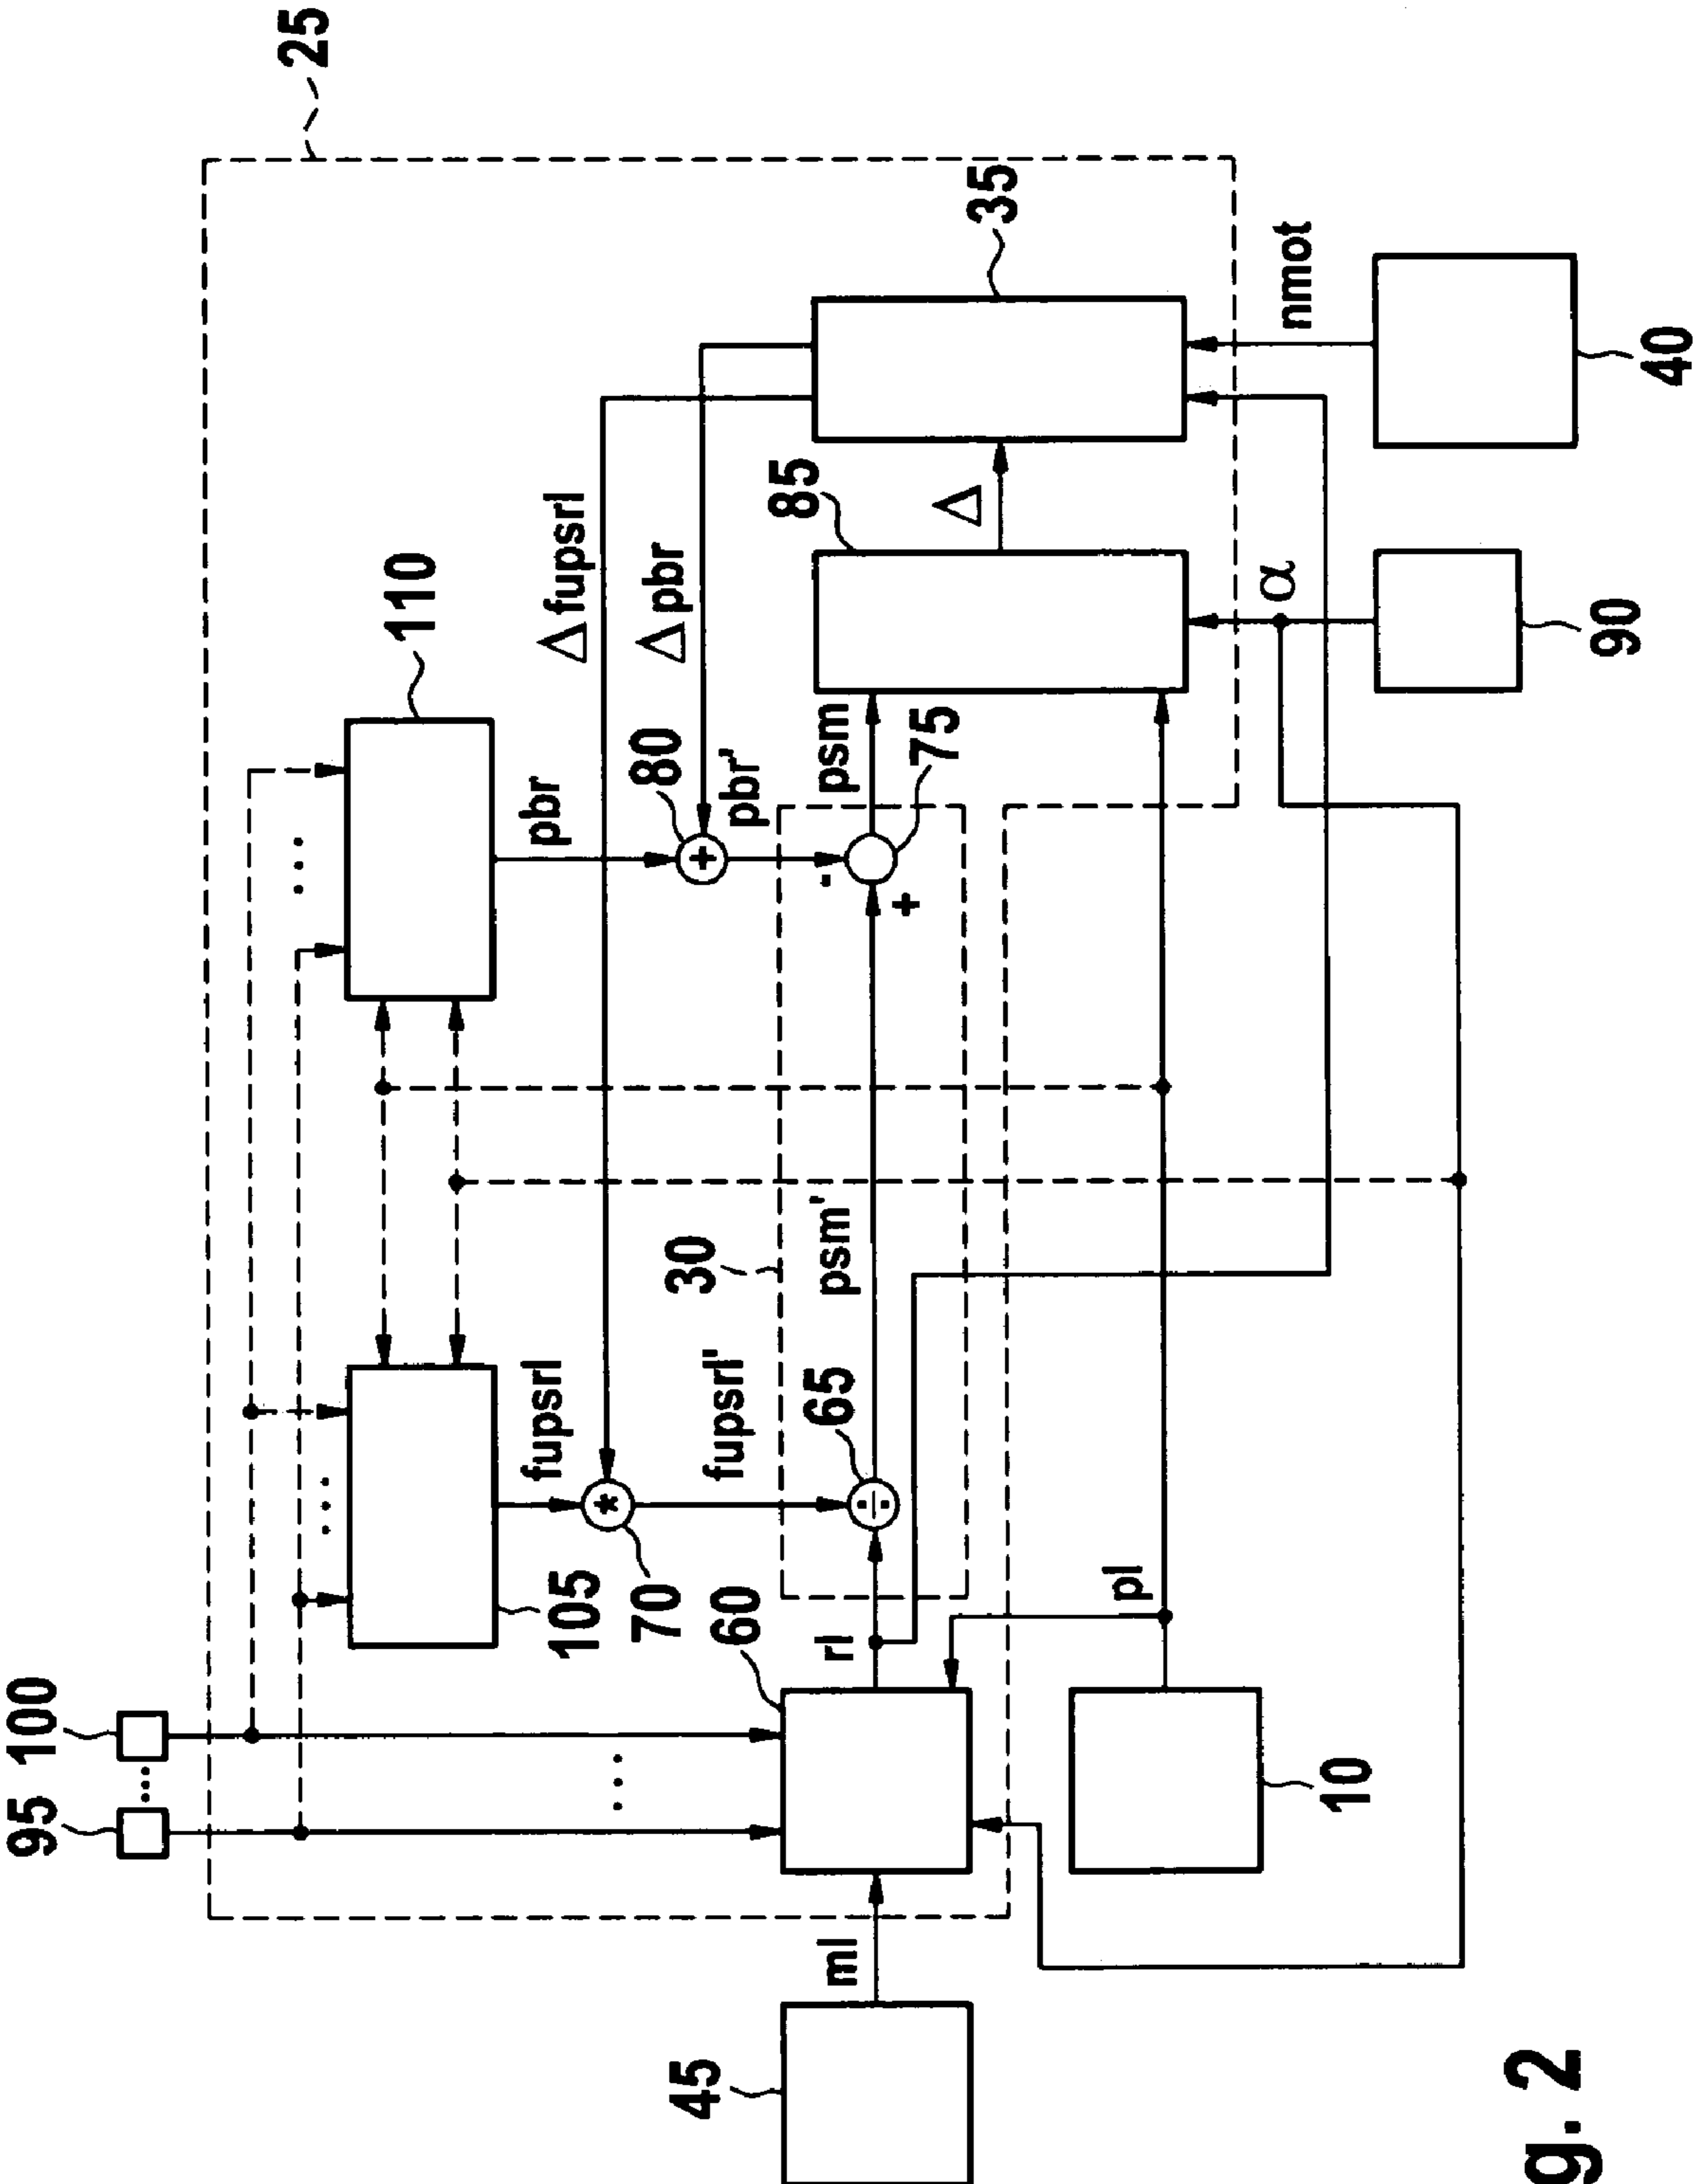 25
95
...
100
...
105
...
110
fupsrl
pbr
Δ fupsrl
Δ pbr
*
70
80
+
fupsrl'
pbr'
30
35
85
Δ
...
60
45
ml
rl
65
÷
psm'
-
+
75
psm
pl
10
α
nmot
90
40
g. 2